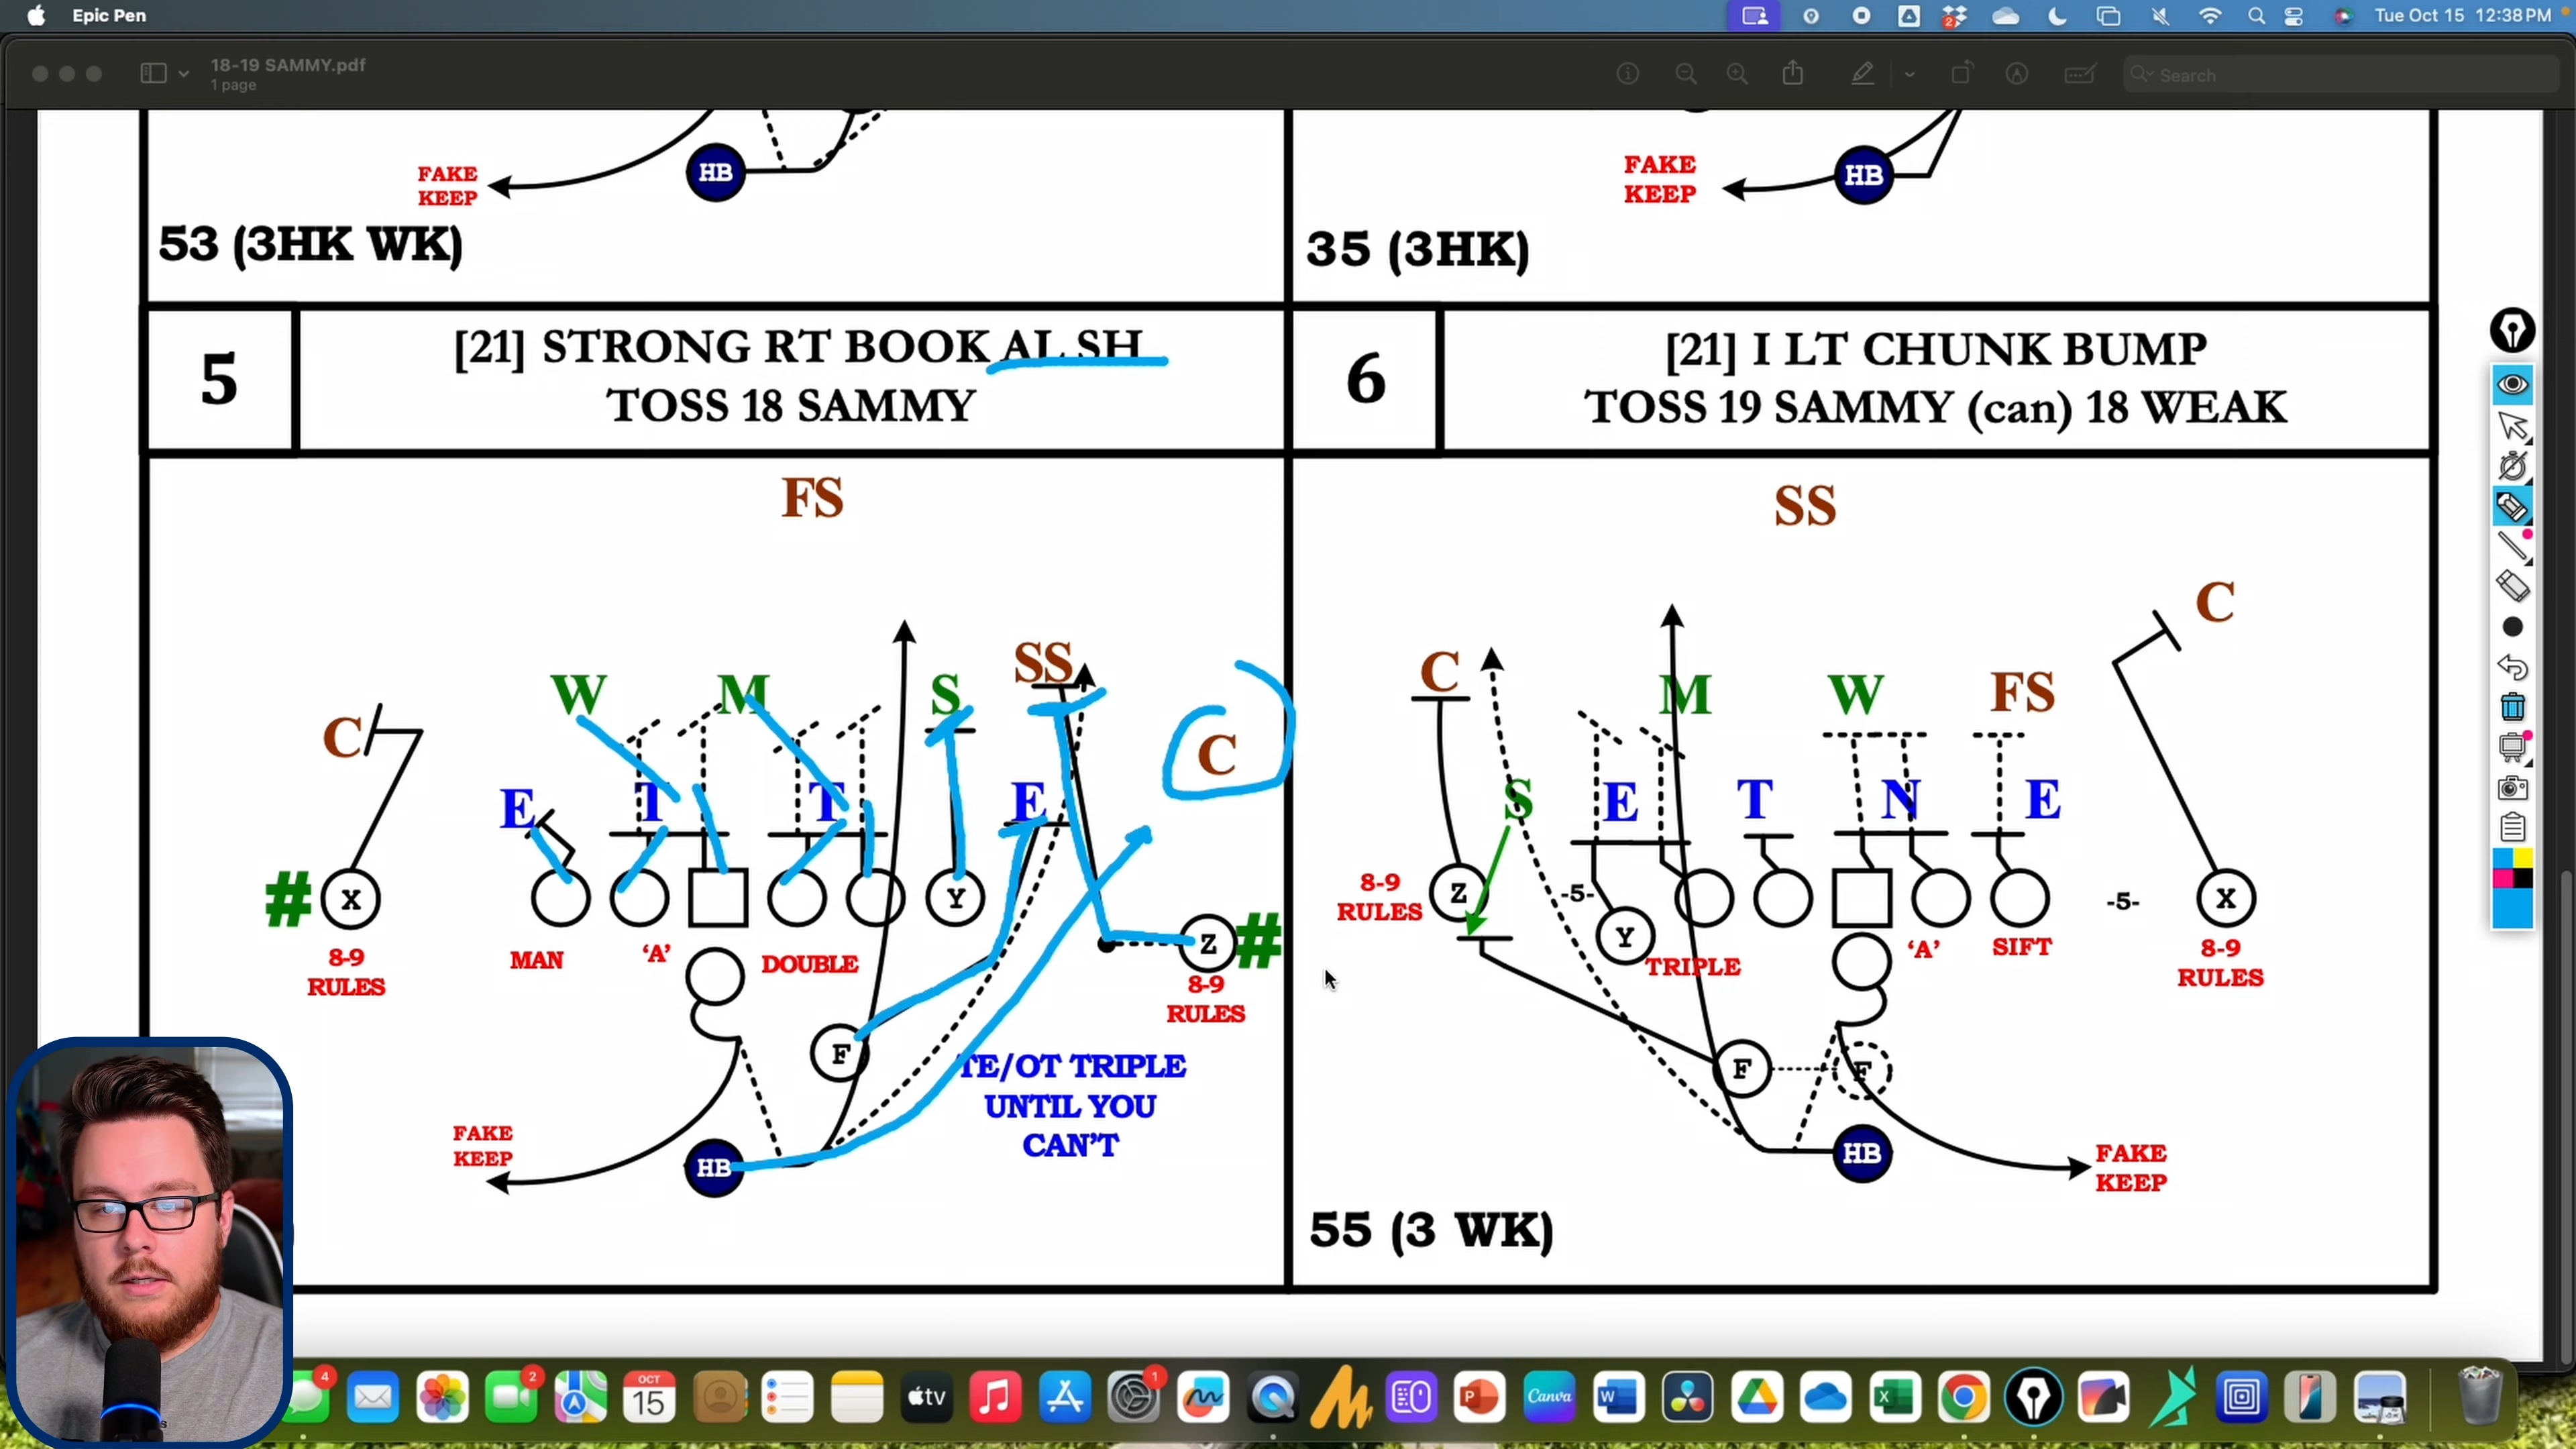 Epic Pen
Tue Oct 15 12:38 PM
18-19 SAMMY.pdf
1 page
Search
FAKE
KEEP
HB
53 (3HK WK)
FAKE
KEEP
HB
35 (3HK)
5
[21] STRONG RT BOOK AL SH
TOSS 18 SAMMY
6
[21] I LT CHUNK BUMP
TOSS 19 SAMMY (can) 18 WEAK
FS
W
M
S
SS
C
C
E
T
T
E
# X
Y
Z #
8-9
RULES
MAN
'A'
DOUBLE
8-9
RULES
F
TE/OT TRIPLE
UNTIL YOU
CAN'T
FAKE
KEEP
HB
SS
C
M
W
FS
C
S
E
T
N
E
8-9
RULES
Z
-5-
Y
TRIPLE
'A'
SIFT
-5-
X
8-9
RULES
F
F
HB
FAKE
KEEP
55 (3 WK)
4
2
OCT
15
tv
1
P
Canva
W
X